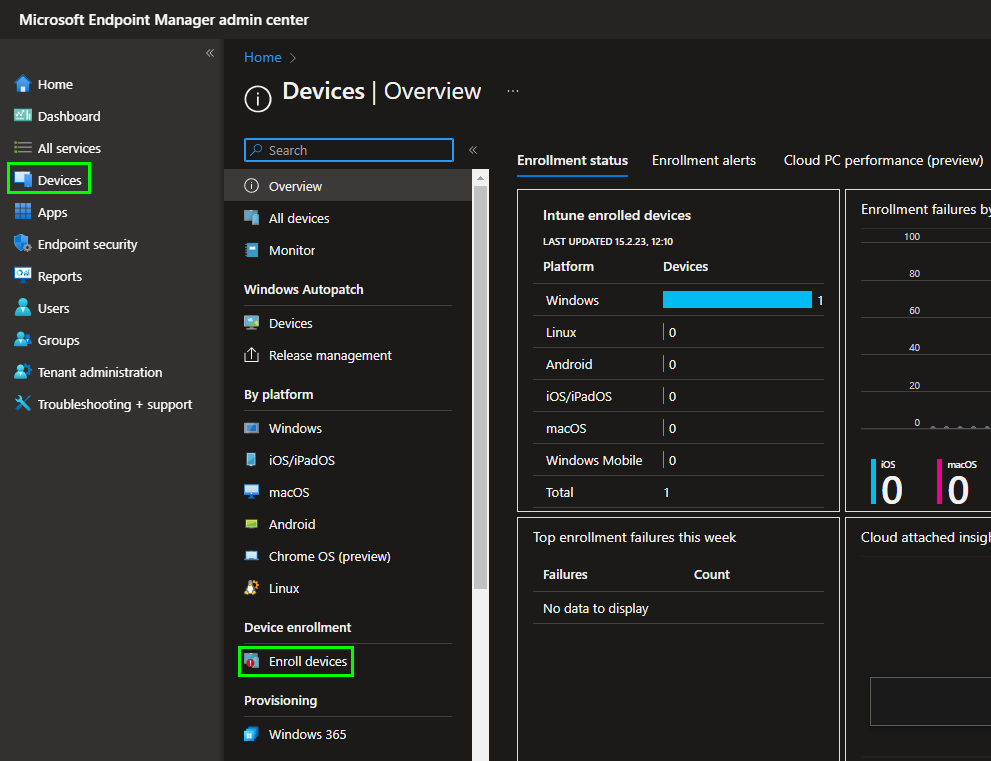 Microsoft Endpoint Manager admin center
Home
Dashboard
All services
Devices
Apps
Endpoint security
Reports
Users
Groups
Tenant administration
Troubleshooting + support
Home
Devices | Overview
Search
Overview
All devices
Monitor
Windows Autopatch
Devices
Release management
By platform
Windows
iOS/iPadOS
macOS
Android
Chrome OS (preview)
Linux
Device enrollment
Enroll devices
Provisioning
Windows 365
Enrollment status Enrollment alerts Cloud PC performance (preview)
Intune enrolled devices
LAST UPDATED 15.2.23, 12:10
Platform Devices
Windows 1
Linux 0
Android 0
iOS/iPadOS 0
macOS 0
Windows Mobile 0
Total 1
Enrollment failures by
100
80
60
40
20
0
iOS
0
macOS
0
Top enrollment failures this week
Failures Count
No data to display
Cloud attached insigh